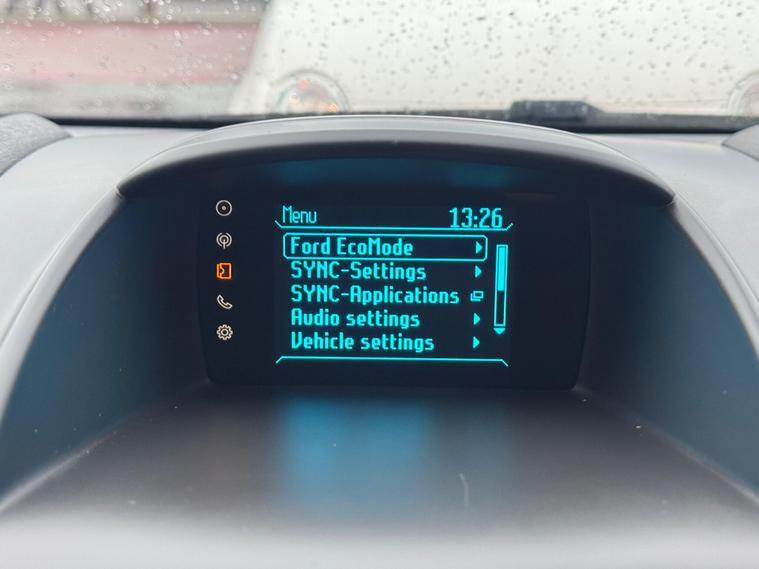 Menu 13:26
Ford EcoMode
SYNC-Settings
SYNC-Applications
Audio settings
Vehicle settings